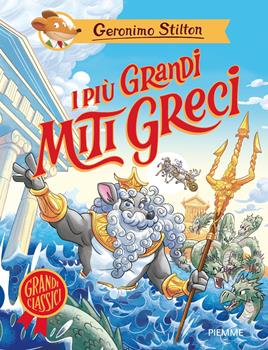 Geronimo Stilton
I PIÙ GRANDI
MITI GRECI
GRANDI
CLASSICI
PIEMME